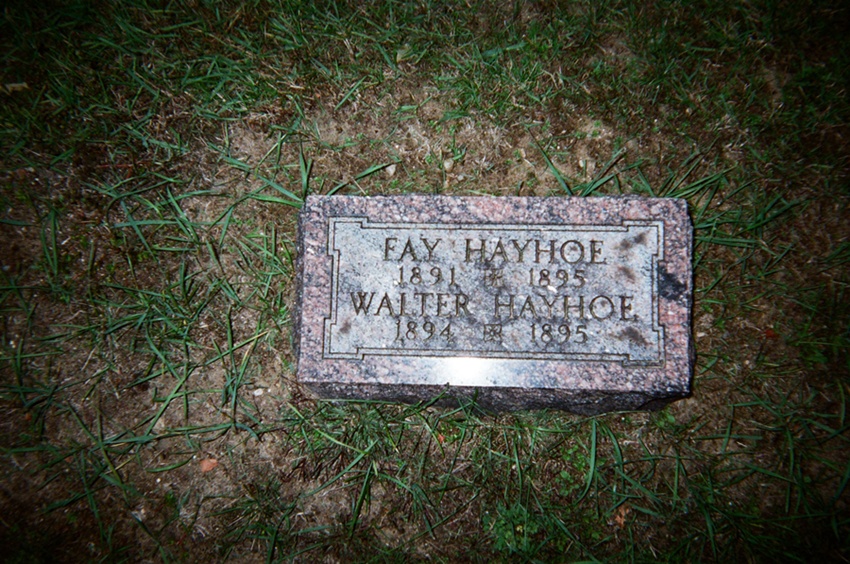 FAY HAYHOE
1891 ✠ 1895
WALTER HAYHOE
1894 ✠ 1895